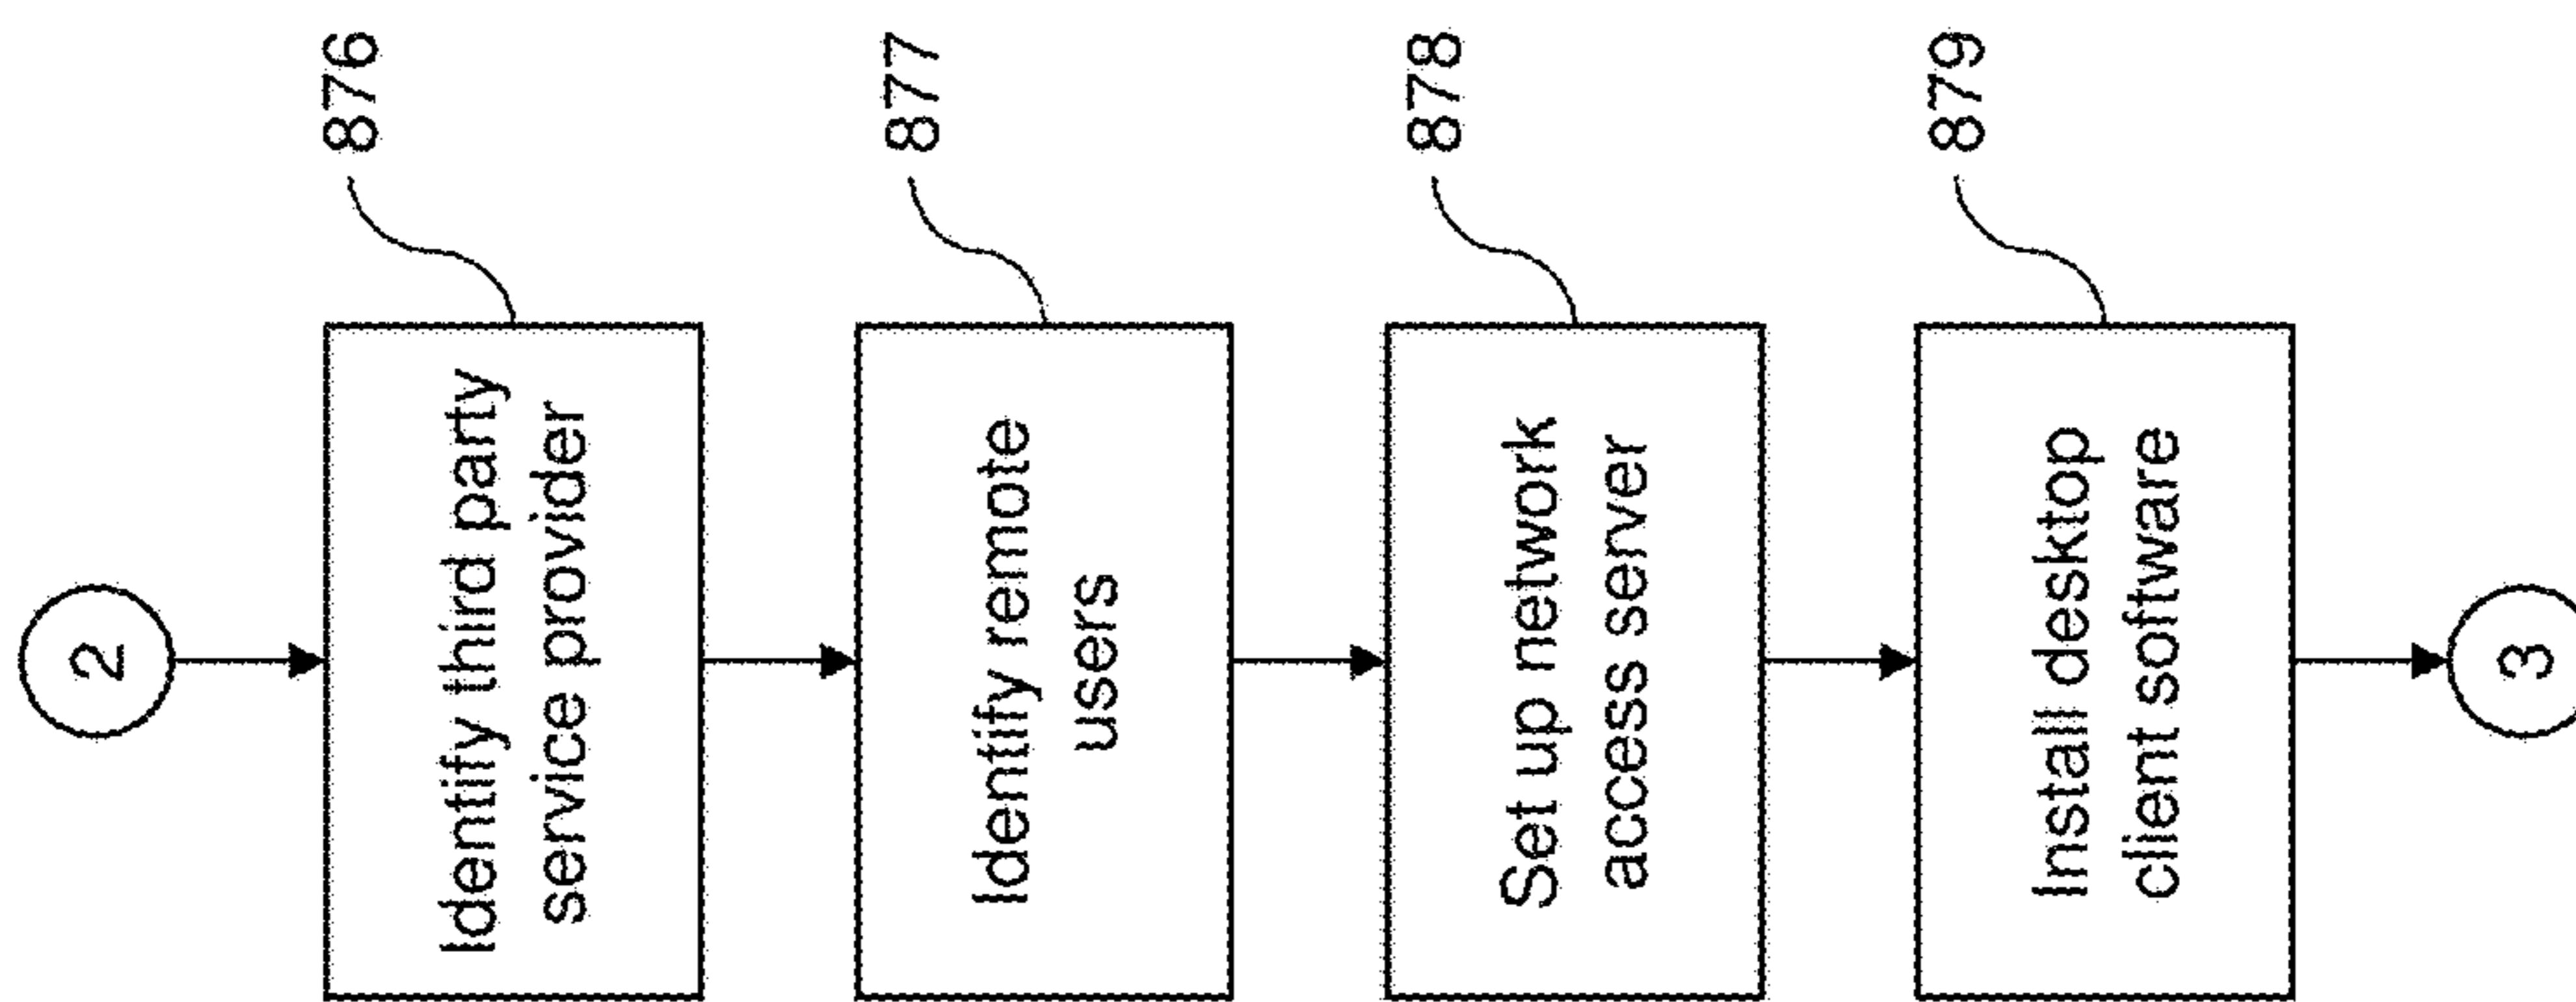 2
876
Identify third party
service provider
877
Identify remote
users
878
Set up network
access server
879
Install desktop
client software
3